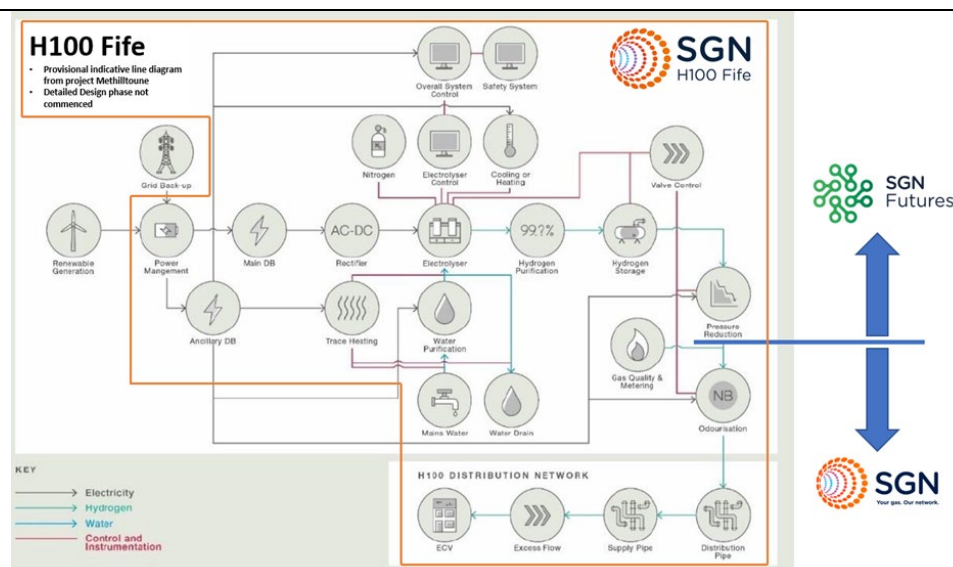 H100 Fife
• Provisional indicative line diagram
from project Methilltoune
• Detailed Design phase not
commenced
SGN
H100 Fife
Overall System
Control
Safety System
Grid Back-up
Nitrogen
N₂
Electrolyser
Control
Cooling or
Heating
Valve Control
SGN
Futures
Renewable
Generation
Power
Mangement
Main DB
AC-DC
Rectifier
Electrolyser
99.?%
Hydrogen
Purification
Hydrogen
Storage
Ancillary DB
Trace Heating
Water
Purification
Pressure
Reduction
Gas Quality &
Metering
Mains Water
Water Drain
NB
Odourisation
SGN
Your gas. Our network.
KEY
Electricity
Hydrogen
Water
Control and
Instrumentation
H100 DISTRIBUTION NETWORK
ECV
Excess Flow
Supply Pipe
Distribution
Pipe